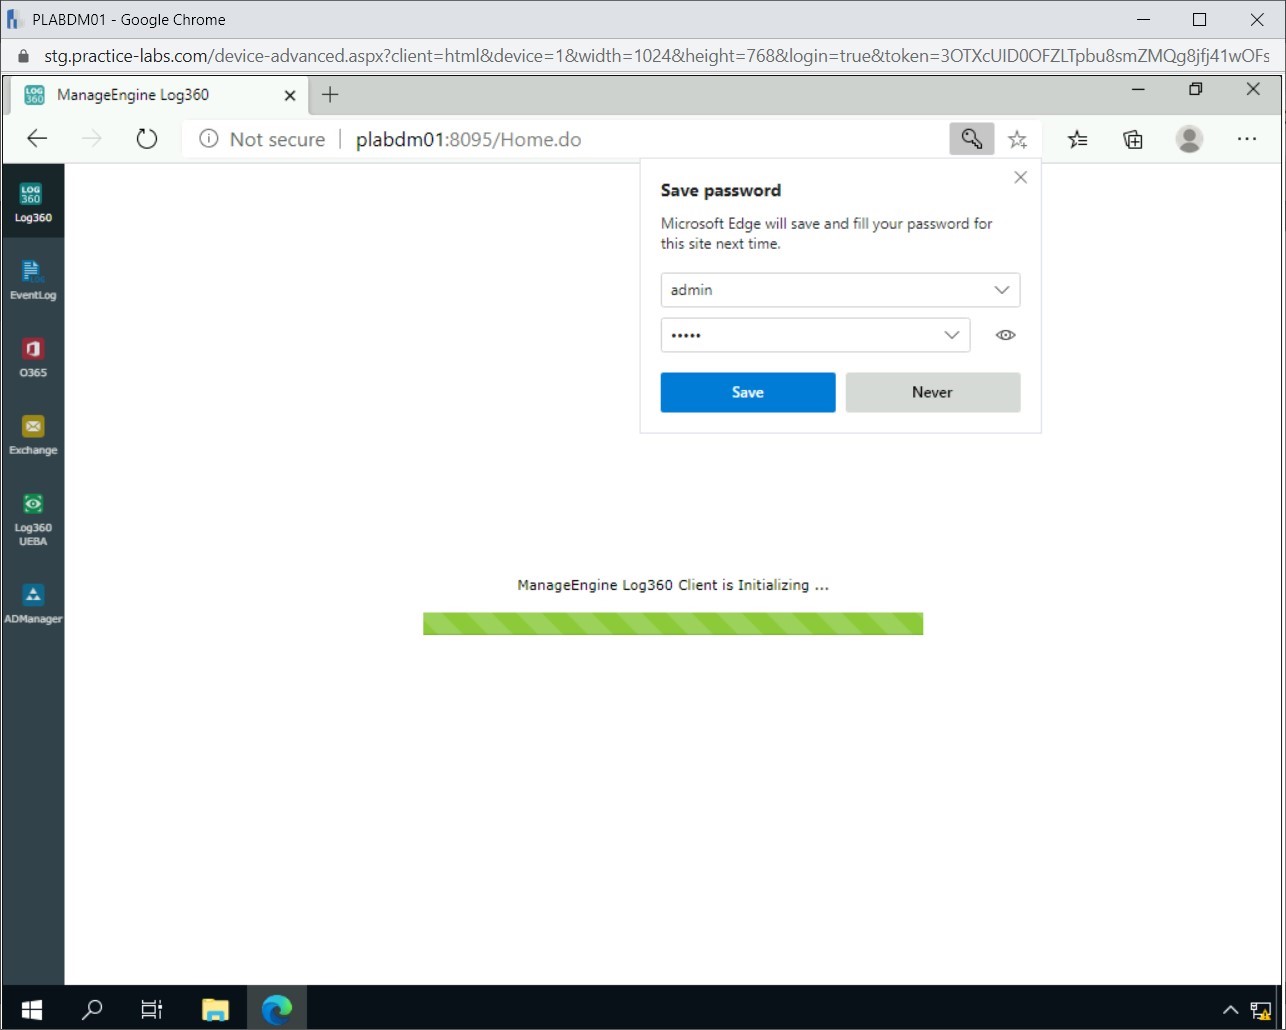 PLABDM01 - Google Chrome
stg.practice-labs.com/device-advanced.aspx?client=html&device=1&width=1024&height=768&login=true&token=3OTXcUID0OFZLTpbu8smZMQg8jfj41wOFs
LOG 360
ManageEngine Log360
Not secure | plabdm01:8095/Home.do
LOG
360
Log360
EventLog
O365
Exchange
Log360
UEBA
ADManager
Save password
Microsoft Edge will save and fill your password for
this site next time.
admin
•••••
Save
Never
ManageEngine Log360 Client is Initializing ...